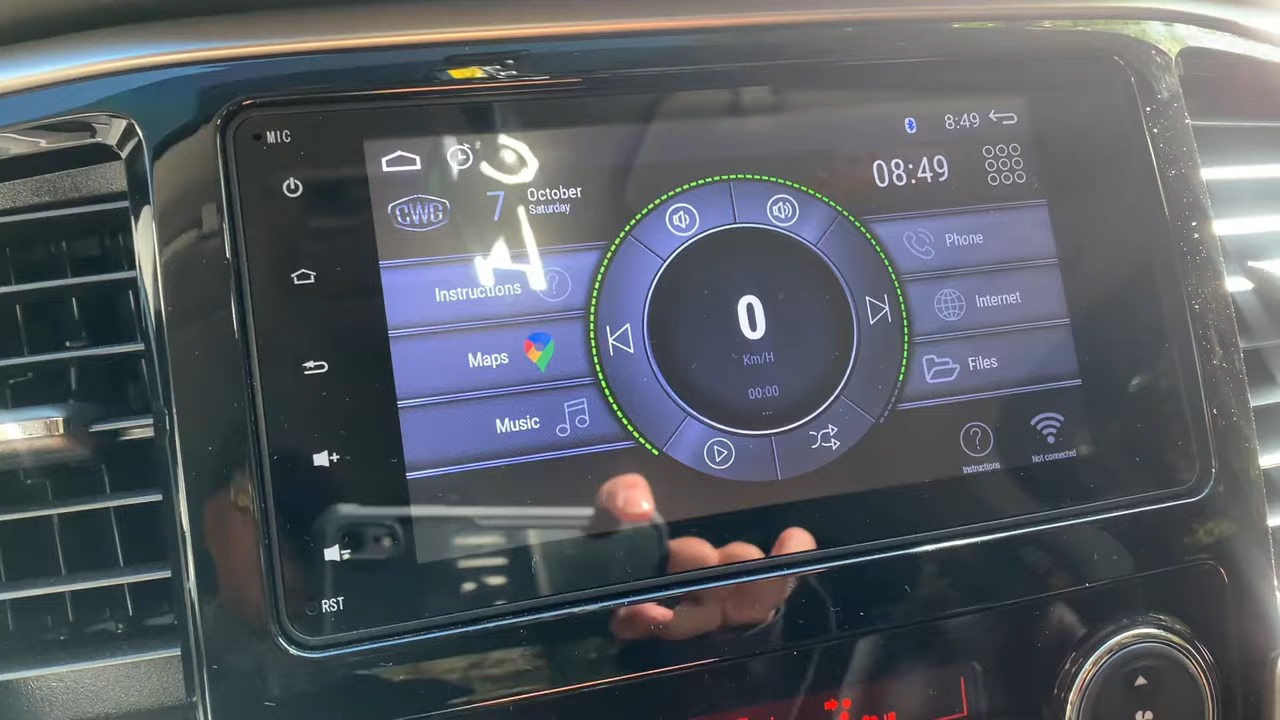 MIC
8:49
CWG
7
October
Saturday
08:49
Instructions
Maps
Music
0
Km/H
00:00
...
Phone
Internet
Files
Instructions
Not connected
RST